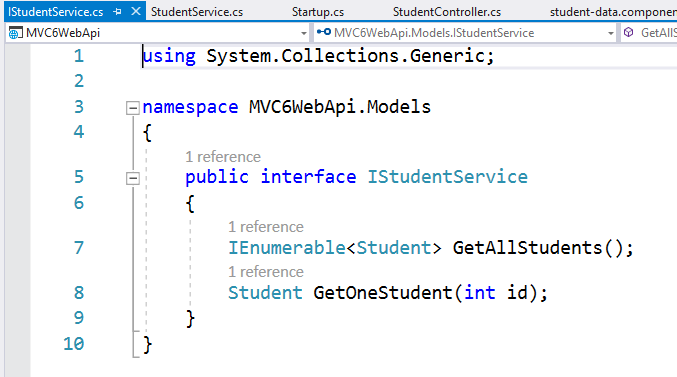 IStudentService.cs StudentService.cs Startup.cs StudentController.cs student-data.component
MVC6WebApi MVC6WebApi.Models.IStudentService GetAllS
1 using System.Collections.Generic;
2
3 namespace MVC6WebApi.Models
4 {
1 reference
5 public interface IStudentService
6 {
1 reference
7 IEnumerable<Student> GetAllStudents();
1 reference
8 Student GetOneStudent(int id);
9 }
10 }